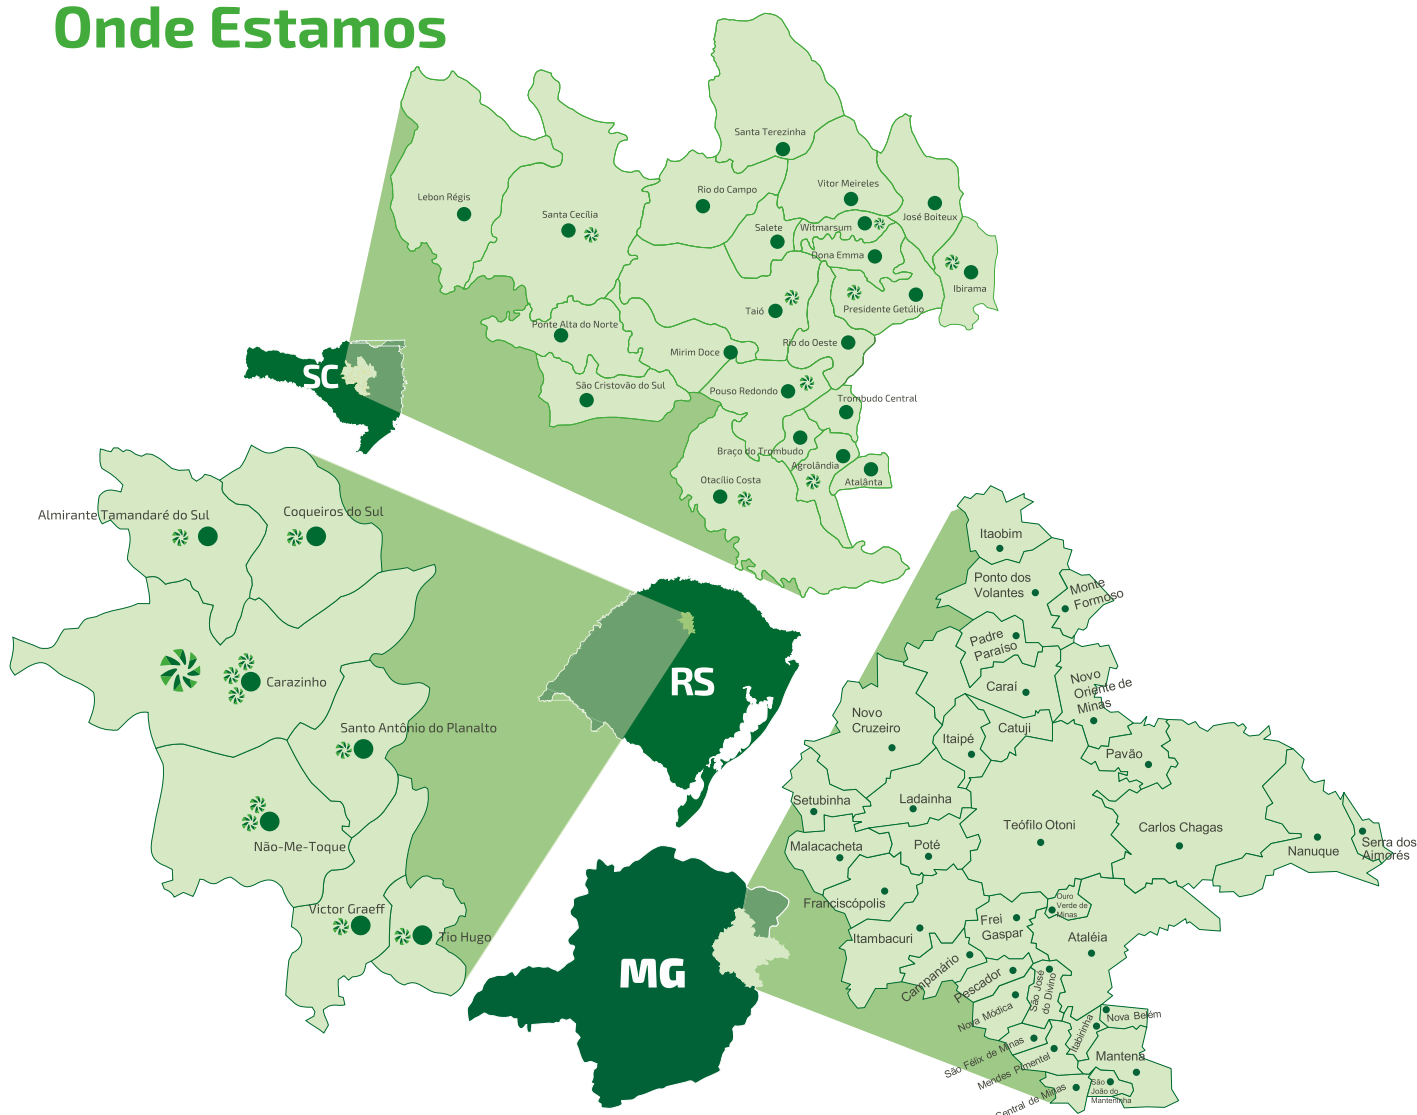 Onde Estamos
Santa Terezinha
Lebon Régis
Santa Cecília
Rio do Campo
Vitor Meireles
José Boiteux
Salete
Witmarsum
Dona Emma
Ibirama
Taió
Presidente Getúlio
Ponte Alta do Norte
Mirim Doce
Rio do Oeste
São Cristovão do Sul
Pouso Redondo
Trombudo Central
Braço do Trombudo
Agrolândia
Atalânta
Otacílio Costa
SC
Almirante Tamandaré do Sul
Coqueiros do Sul
Carazinho
Santo Antônio do Planalto
Não-Me-Toque
Victor Graeff
Tio Hugo
RS
MG
Itaobim
Ponto dos
Volantes
Monte
Formoso
Padre
Paraíso
Caraí
Novo
Oriente de
Minas
Novo
Cruzeiro
Itaipé
Catuji
Pavão
Setubinha
Ladainha
Teófilo Otoni
Carlos Chagas
Nanuque
Serra dos
Aimorés
Malacacheta
Poté
Franciscópolis
Itambacuri
Frei
Gaspar
Ouro
Verde de
Minas
Ataléia
Campanário
Pescador
São José
do Divino
Nova Módica
Nova Belém
Itabirinha
São Félix de Minas
Mendes Pimentel
Mantena
Central de Minas
São
João do
Manteninha